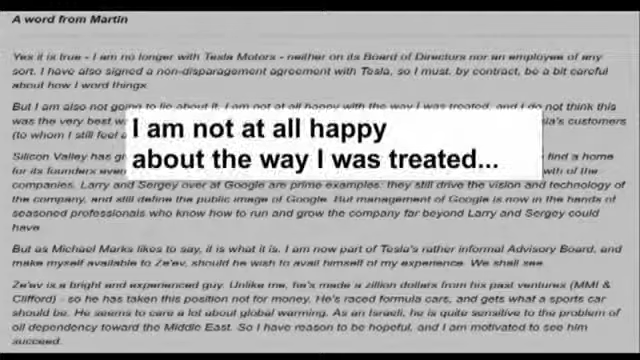 A word from Martin
Yes it is true - I am no longer with Tesla Motors - neither on its Board of Directors nor an employee of any
sort. I have also signed a non-disparagement agreement with Tesla, so I must, by contract, be a bit careful
about how I word things.
But I am also not going to lie about it. I am not at all happy with the way I was treated, and I do not think this
was the very best w la's customers
(to whom I still feel a
I am not at all happy
about the way I was treated...
Silicon Valley has gr find a home
for its founders even wth of the
companies. Larry and Sergey over at Google are prime examples: they still drive the vision and technology of
the company, and still define the public image of Google. But management of Google is now in the hands of
seasoned professionals who know how to run and grow the company far beyond Larry and Sergey could
have.
But as Michael Marks likes to say, it is what it is. I am now part of Tesla's rather informal Advisory Board, and
make myself available to Ze'ev, should he wish to avail himself of my experience. We shall see.
Ze'ev is a bright and experienced guy. Unlike me, he's made a zillion dollars from his past ventures (MMI &
Clifford) - so he has taken this position not for money. He's raced formula cars, and gets what a sports car
should be. He seems to care a lot about global warming. As an Israeli, he is quite sensitive to the problem of
oil dependency toward the Middle East. So I have reason to be hopeful, and I am motivated to see him
succeed.